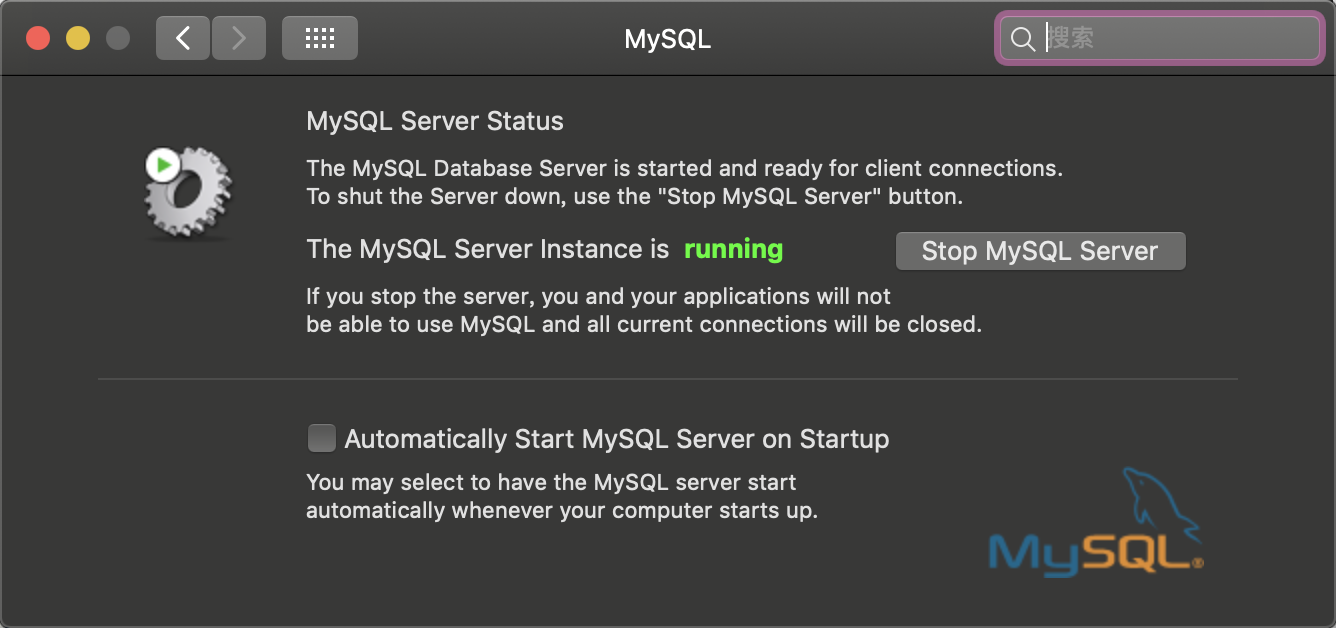 MySQL
搜索
MySQL Server Status
The MySQL Database Server is started and ready for client connections.
To shut the Server down, use the "Stop MySQL Server" button.
The MySQL Server Instance is running
Stop MySQL Server
If you stop the server, you and your applications will not
be able to use MySQL and all current connections will be closed.
Automatically Start MySQL Server on Startup
You may select to have the MySQL server start
automatically whenever your computer starts up.
MySQL®